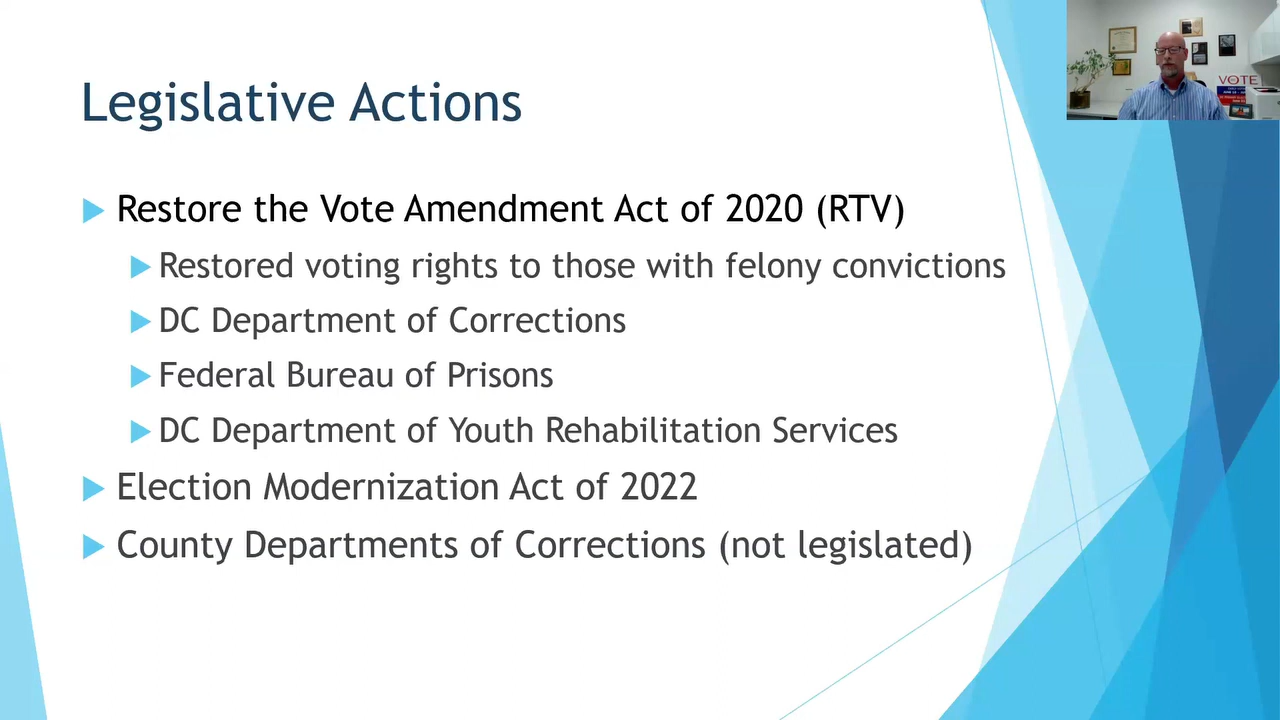 Legislative Actions
Restore the Vote Amendment Act of 2020 (RTV)
Restored voting rights to those with felony convictions
DC Department of Corrections
Federal Bureau of Prisons
DC Department of Youth Rehabilitation Services
Election Modernization Act of 2022
County Departments of Corrections (not legislated)
VOTE